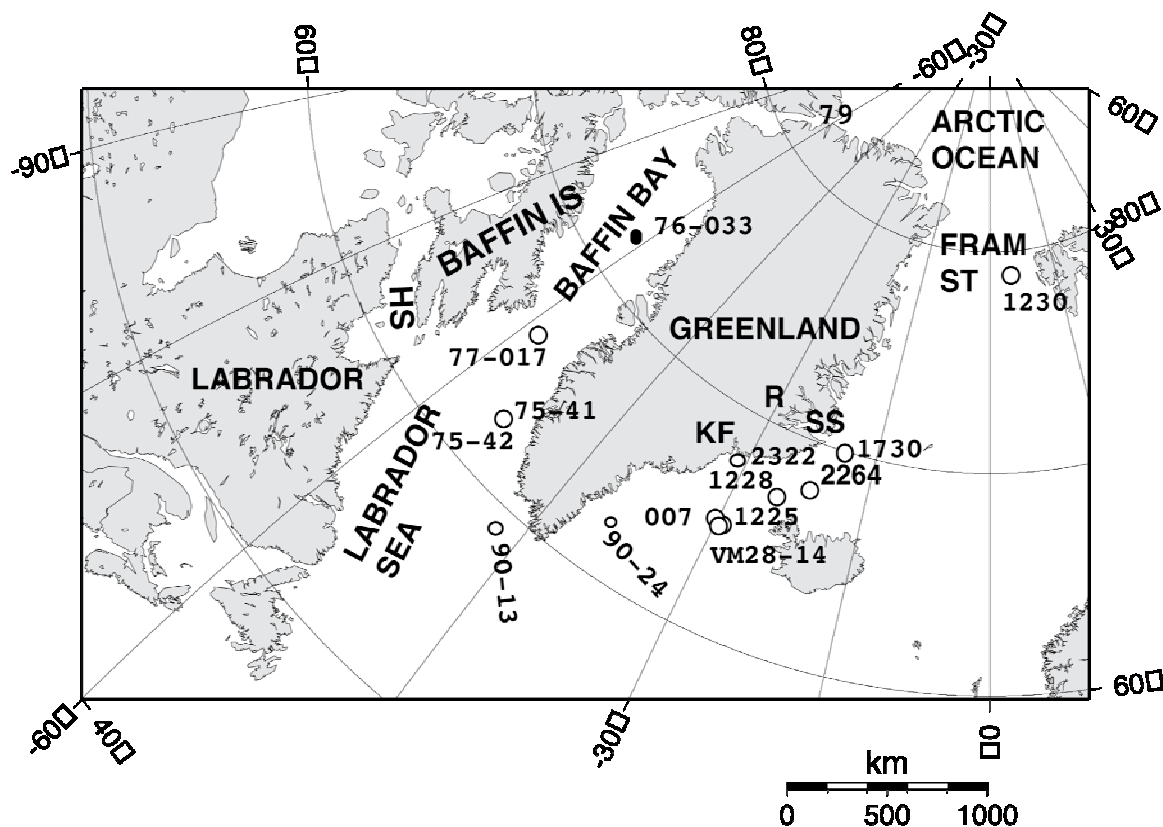 60□
80□
-60□
-30□
60□
-90□
79
ARCTIC
OCEAN
BAFFIN IS
BAFFIN BAY
76-033
80□
30□
FRAM
ST
1230
HS
77-017
GREENLAND
LABRADOR
75-41
75-42
R
SS
KF
2322
1730
1228
2264
LABRADOR
SEA
007
1225
VM28-14
90-13
90-24
-60□
40□
-30□
0□
60□
km
0
500
1000